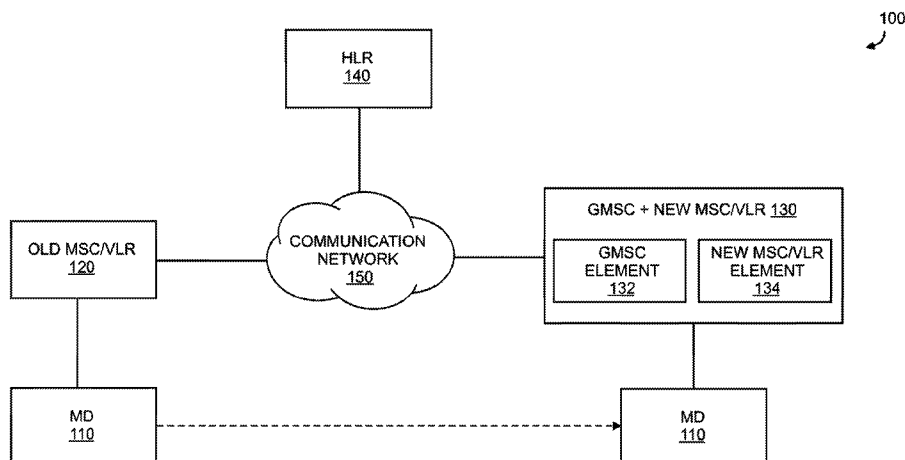 100
HLR
140
GMSC + NEW MSC/VLR 130
OLD MSC/VLR
120
COMMUNICATION
NETWORK
150
GMSC
ELEMENT
132
NEW MSC/VLR
ELEMENT
134
MD
110
MD
110